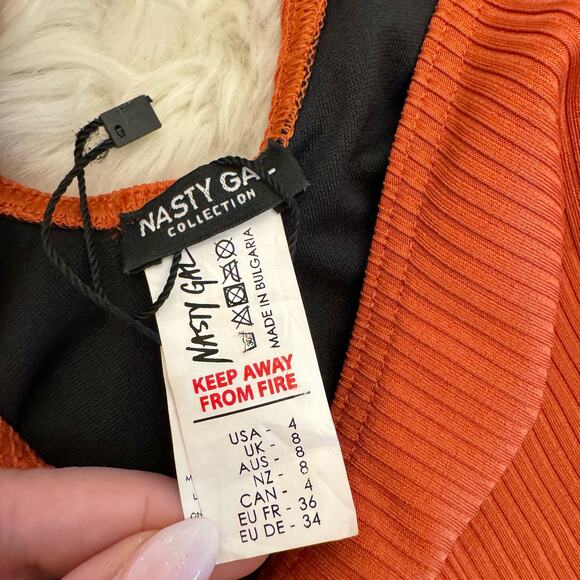 NASTY GAL
COLLECTION
NASTY GAL
MADE IN BULGARIA
KEEP AWAY
FROM FIRE
USA - 4
UK - 8
AUS - 8
NZ - 8
CAN - 4
EU FR - 36
EU DE - 34